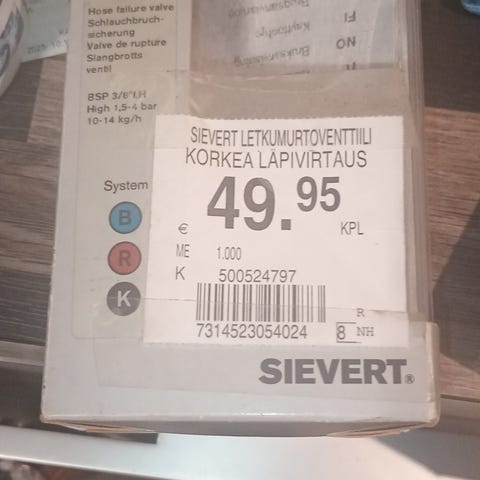 Hose failure valve
Schlauchbruch-
sicherung
Valve de rupture
Slangbrotts
ventil
BSP 3/8"LH
High 1,5-4 bar
10-14 kg/h
System
B
R
K
FI
Käyttöohje
NO
Bruksanvisning
SIEVERT LETKUMURTOVENTTIILI
KORKEA LÄPIVIRTAUS
€ 49.95 KPL
ME 1.000
K 500524797
7314523054024
R
8 NH
SIEVERT®